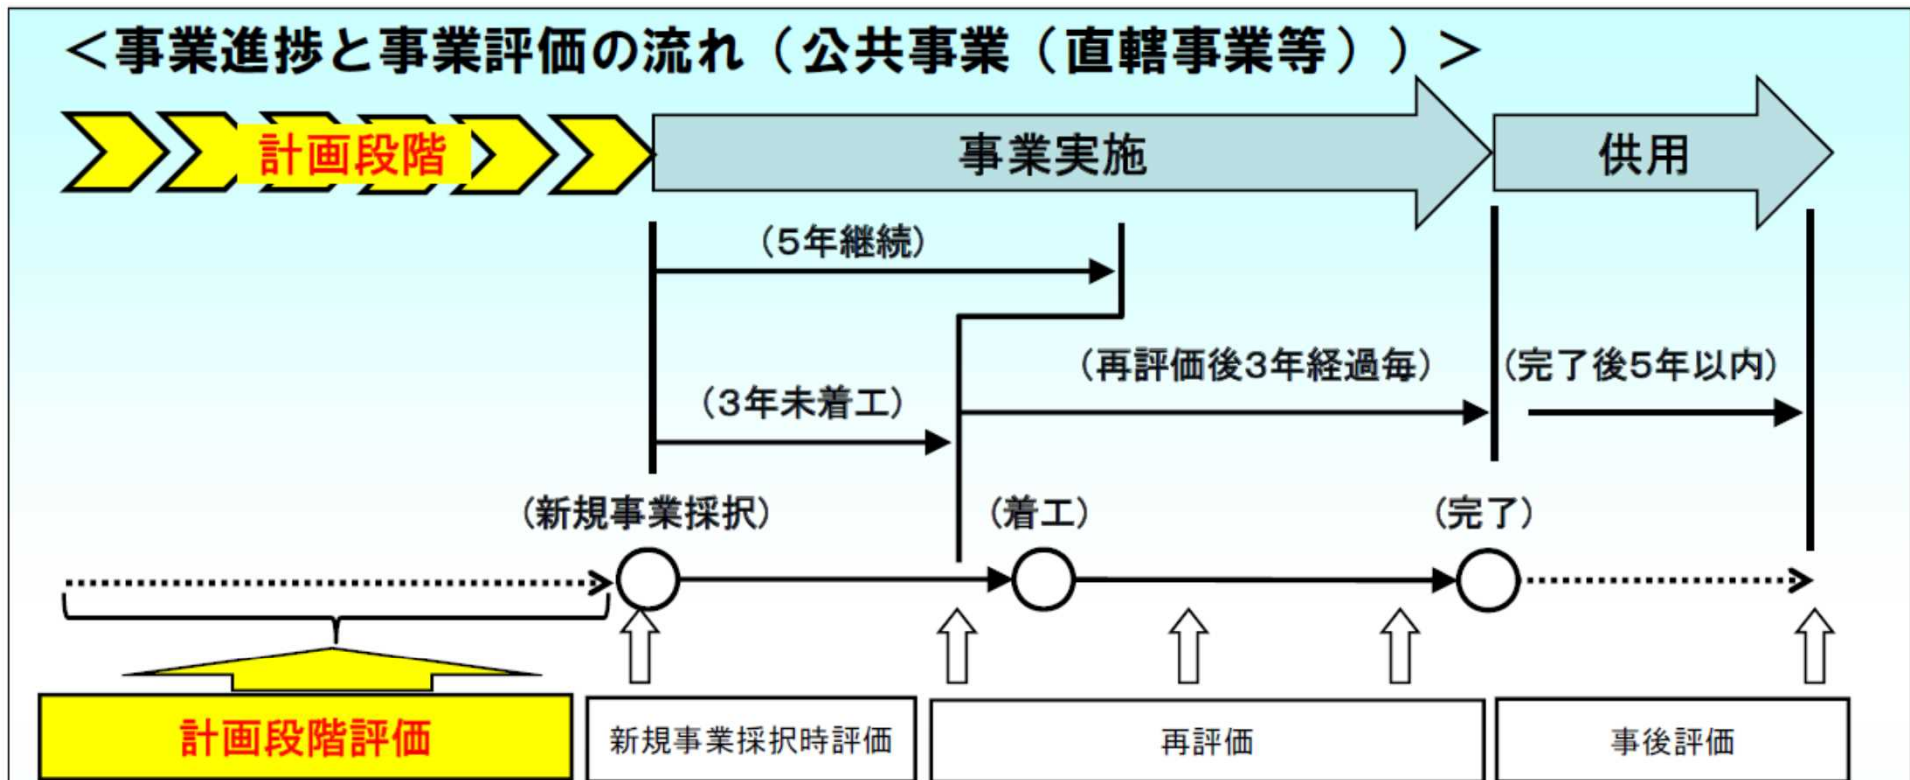 ＜事業進捗と事業評価の流れ（公共事業（直轄事業等））＞
計画段階
事業実施
供用
（５年継続）
（再評価後３年経過毎）
（完了後５年以内）
（３年未着工）
（新規事業採択）
（着工）
（完了）
計画段階評価
新規事業採択時評価
再評価
事後評価